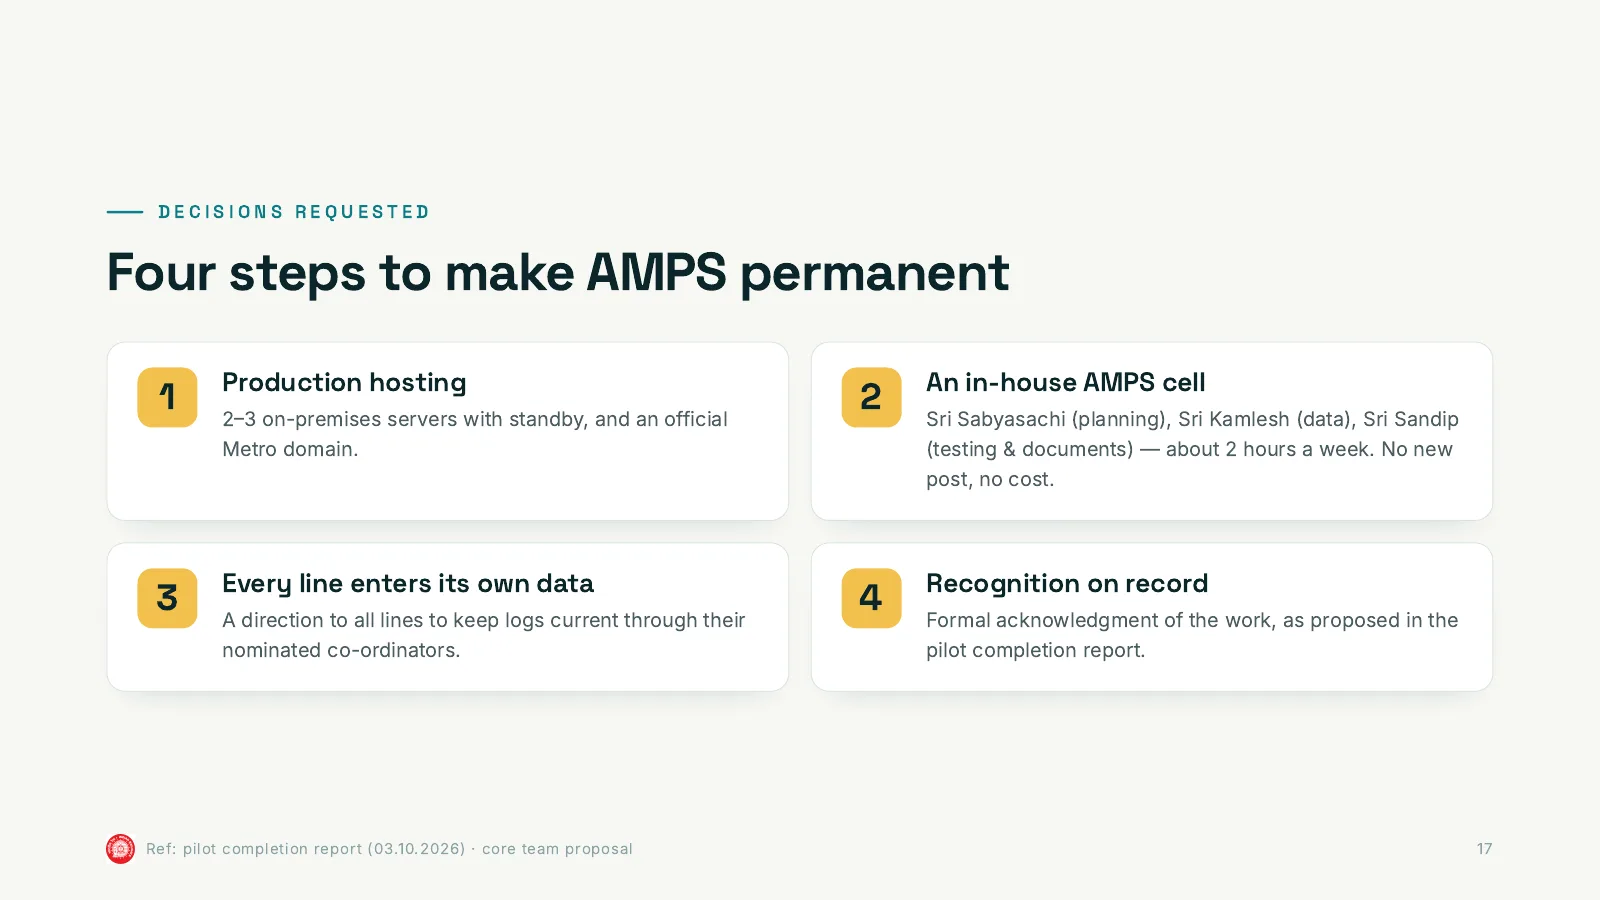 DECISIONS REQUESTED
Four steps to make AMPS permanent
1
Production hosting
2–3 on-premises servers with standby, and an official
Metro domain.
2
An in-house AMPS cell
Sri Sabyasachi (planning), Sri Kamlesh (data), Sri Sandip
(testing & documents) — about 2 hours a week. No new
post, no cost.
3
Every line enters its own data
A direction to all lines to keep logs current through their
nominated co-ordinators.
4
Recognition on record
Formal acknowledgment of the work, as proposed in the
pilot completion report.
Ref: pilot completion report (03.10.2026) · core team proposal
17